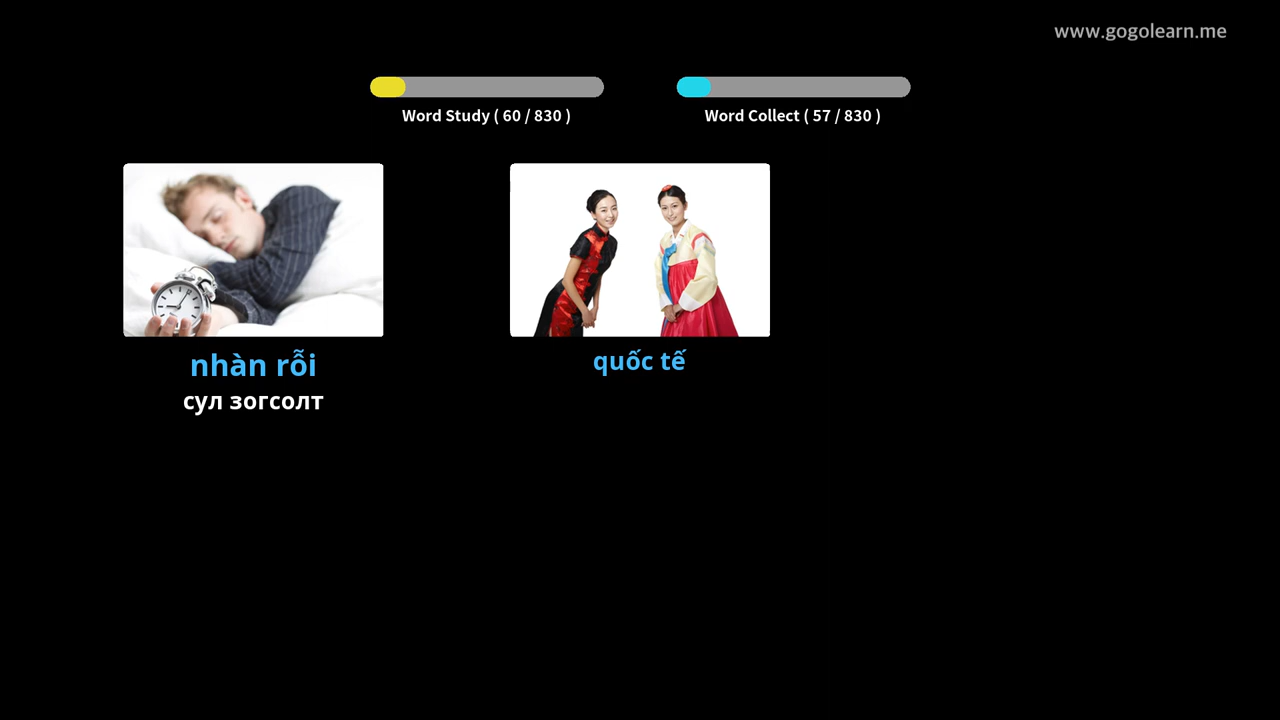 www.gogolearn.me
Word Study ( 60 / 830 )
Word Collect ( 57 / 830 )
nhàn rỗi
сул зогсолт
quốc tế